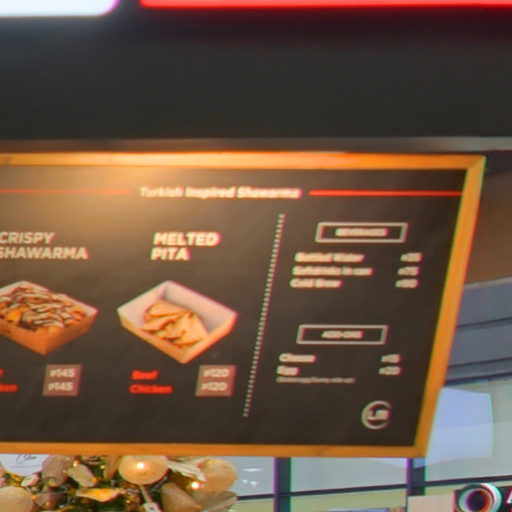 Turkish Inspired Shawarma
CRISPY
SHAWARMA
₱145
₱145
MELTED
PITA
Beef ₱120
Chicken ₱120
BEVERAGES
Bottled Water
Softdrinks in can
Cold Brew
ADD-ONS
Cheese
Egg